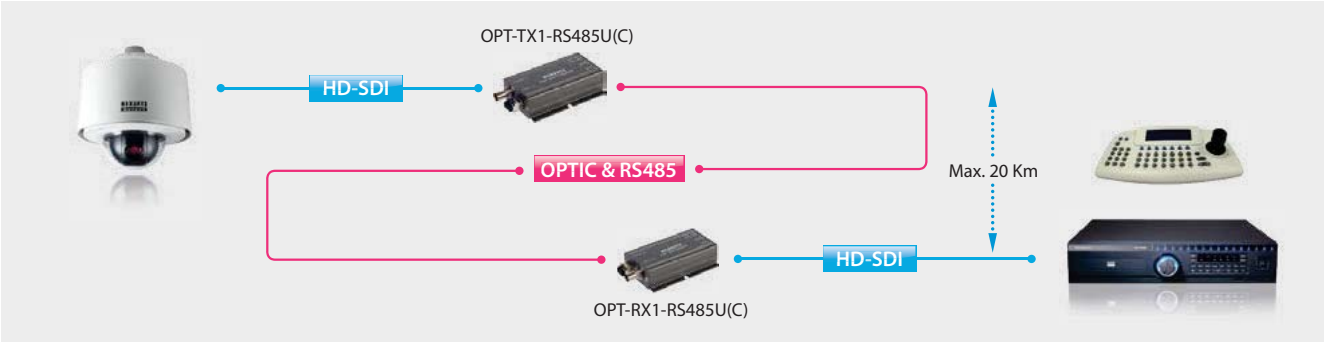 OPT-TX1-RS485U(C)
HD-SDI
OPTIC & RS485
Max. 20 Km
HD-SDI
OPT-RX1-RS485U(C)